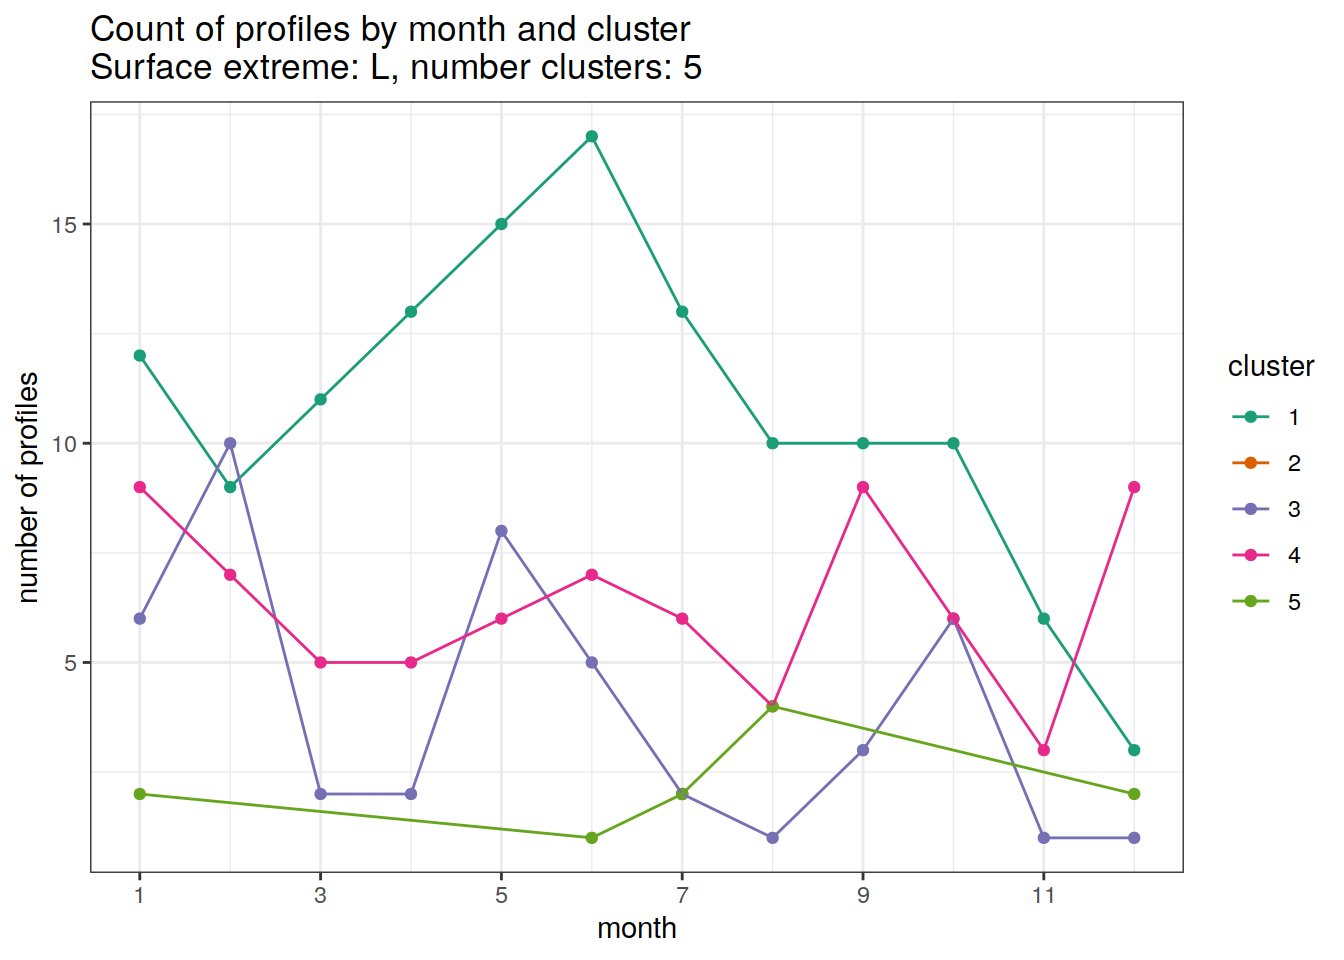 Count of profiles by month and cluster
Surface extreme: L, number clusters: 5
number of profiles
15
10
5
1
3
5
7
9
11
month
cluster
1
2
3
4
5